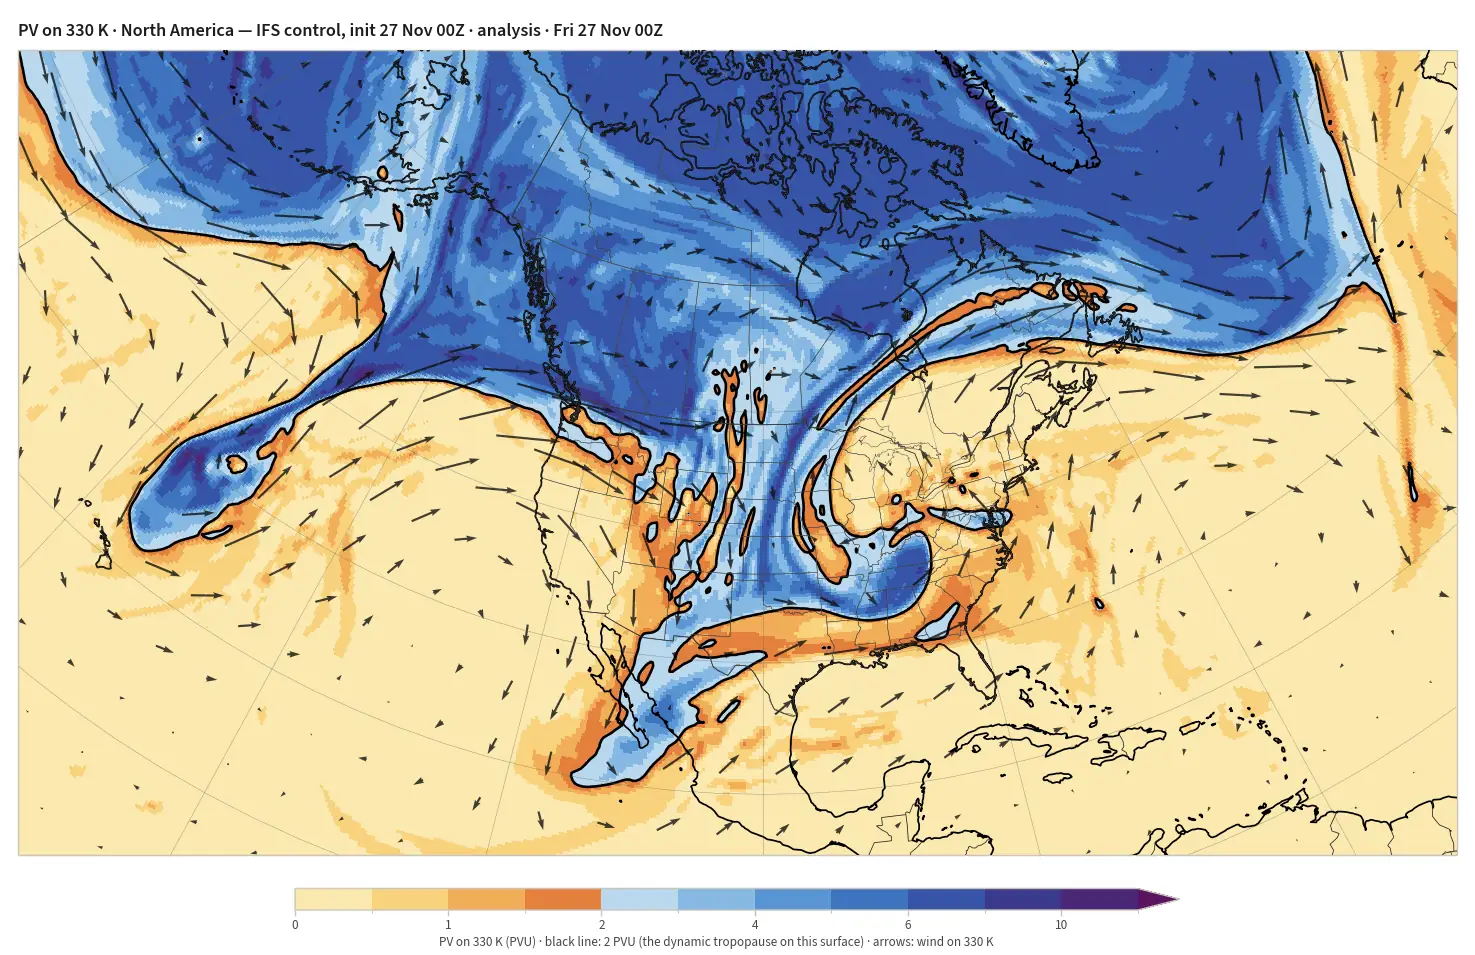 PV on 330 K · North America — IFS control, init 27 Nov 00Z · analysis · Fri 27 Nov 00Z
0 1 2 4 6 10
PV on 330 K (PVU) · black line: 2 PVU (the dynamic tropopause on this surface) · arrows: wind on 330 K